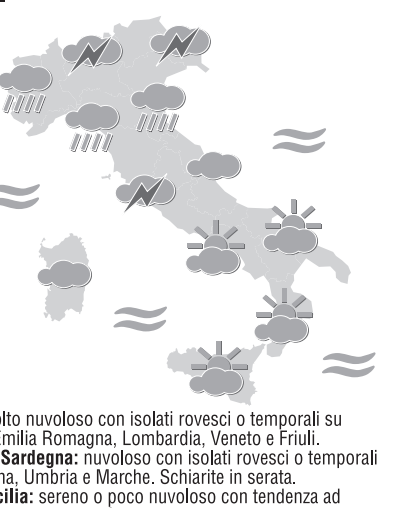 olto nuvoloso con isolati rovesci o temporali su
Emilia Romagna, Lombardia, Veneto e Friuli.
Sardegna: nuvoloso con isolati rovesci o temporali
na, Umbria e Marche. Schiarite in serata.
cilia: sereno o poco nuvoloso con tendenza ad